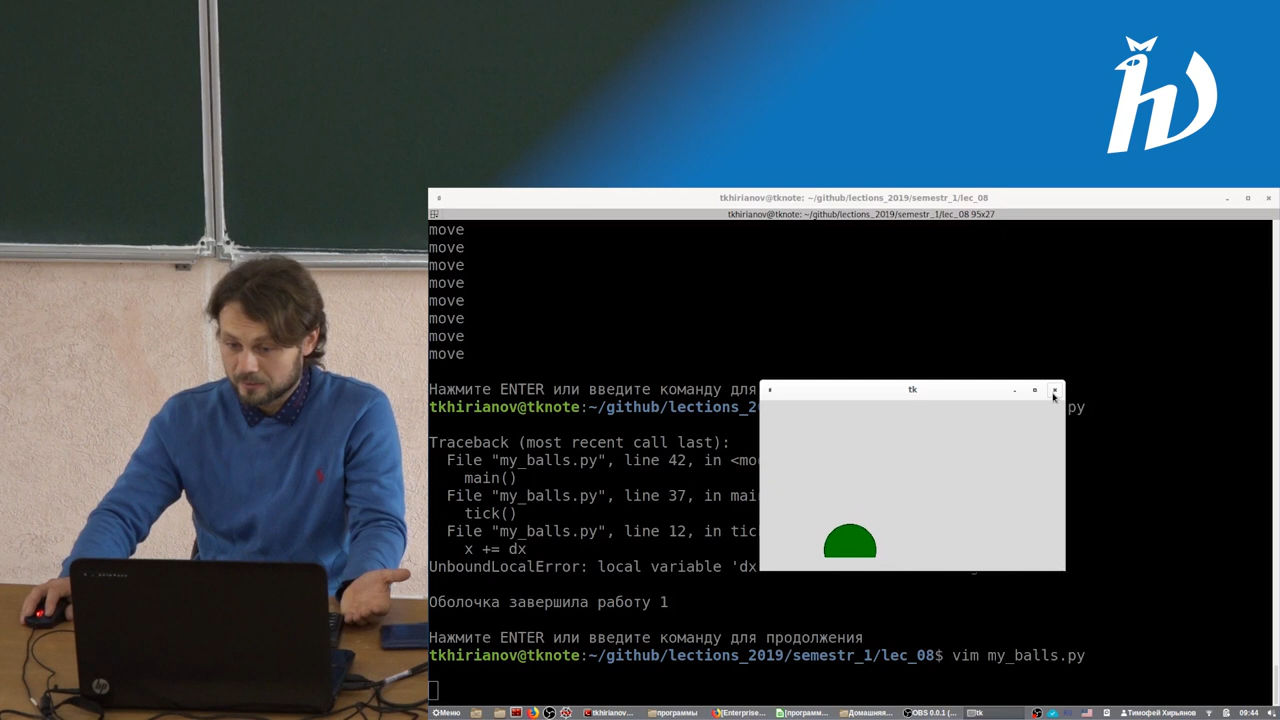 tkhirianov@tknote: ~/github/lections_2019/semestr_1/lec_08
tkhirianov@tknote: ~/github/lections_2019/semestr_1/lec_08 95x27
move
move
move
move
move
move
move
move
Нажмите ENTER или введите команду для
tkhirianov@tknote:~/github/lections_2 py
Traceback (most recent call last):
File "my_balls.py", line 42, in <mo
main()
File "my_balls.py", line 37, in mai
tick()
File "my_balls.py", line 12, in tic
x += dx
UnboundLocalError: local variable 'dx
tk
Оболочка завершила работу 1
Нажмите ENTER или введите команду для продолжения
tkhirianov@tknote:~/github/lections_2019/semestr_1/lec_08$ vim my_balls.py
Меню tkhirianov... программы [Enterprise... [программ... Домашняя... OBS 0.0.1 (... tk Тимофей Хирьянов 09:44
hp